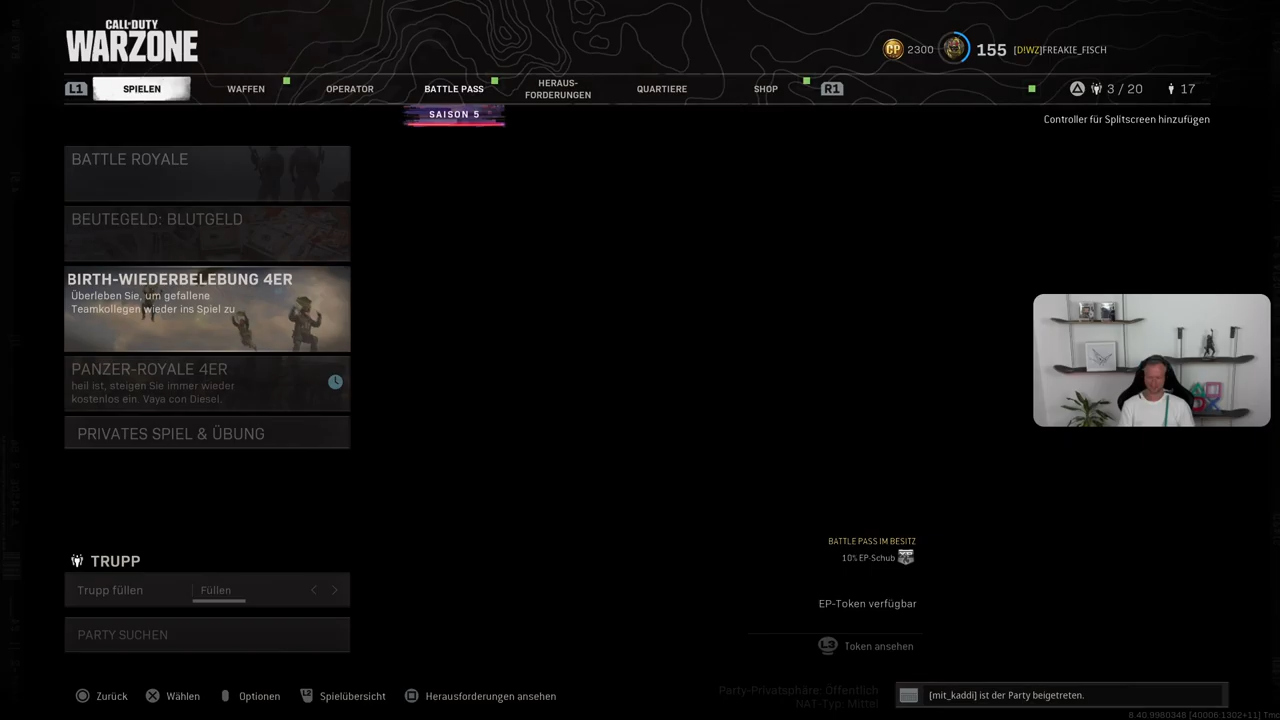 CALL OF DUTY
WARZONE
CP 2300
155
[D!WZ]FREAKIE_FISCH
L1
SPIELEN
WAFFEN
OPERATOR
BATTLE PASS
HERAUS-
FORDERUNGEN
QUARTIERE
SHOP
R1
3 / 20
17
SAISON 5
Controller für Splitscreen hinzufügen
BATTLE ROYALE
BEUTEGELD: BLUTGELD
BIRTH-WIEDERBELEBUNG 4ER
Überleben Sie, um gefallene
Teamkollegen wieder ins Spiel zu
PANZER-ROYALE 4ER
heil ist, steigen Sie immer wieder
kostenlos ein. Vaya con Diesel.
PRIVATES SPIEL & ÜBUNG
TRUPP
Trupp füllen
Füllen
PARTY SUCHEN
BATTLE PASS IM BESITZ
10% EP-Schub
EP-Token verfügbar
L3 Token ansehen
Zurück
Wählen
Optionen
L2 Spielübersicht
Herausforderungen ansehen
Party-Privatsphäre: Öffentlich
NAT-Typ: Mittel
[mit_kaddi] ist der Party beigetreten.